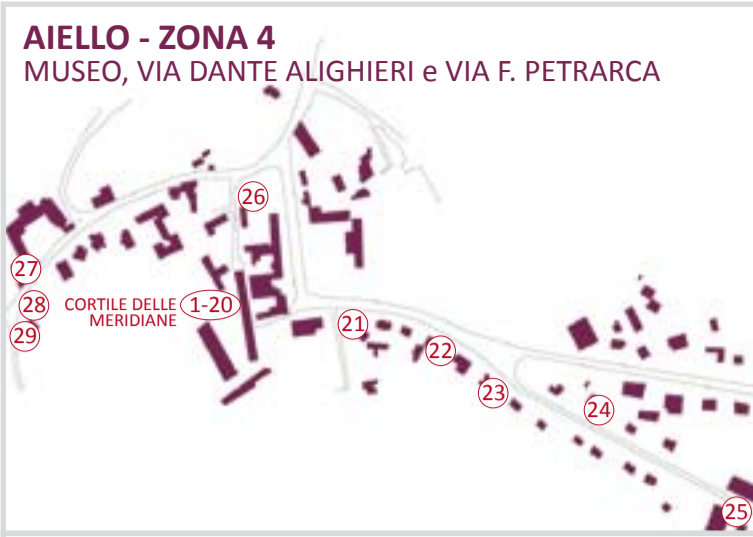 AIELLO - ZONA 4
MUSEO, VIA DANTE ALIGHIERI e VIA F. PETRARCA
26
27
28
CORTILE DELLE
MERIDIANE
1-20
29
21
22
23
24
25